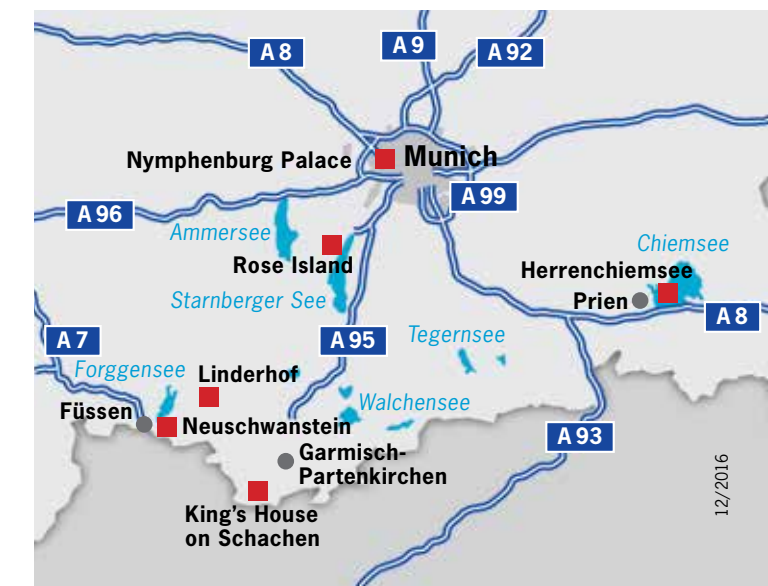 A 8
A 9
A 92
Nymphenburg Palace
Munich
A 99
A 96
Ammersee
Rose Island
Starnberger See
Chiemsee
Herrenchiemsee
Prien
A 8
A 7
A 95
Tegernsee
Forggensee
Linderhof
Walchensee
Füssen
Neuschwanstein
A 93
Garmisch-
Partenkirchen
King's House
on Schachen
12/2016